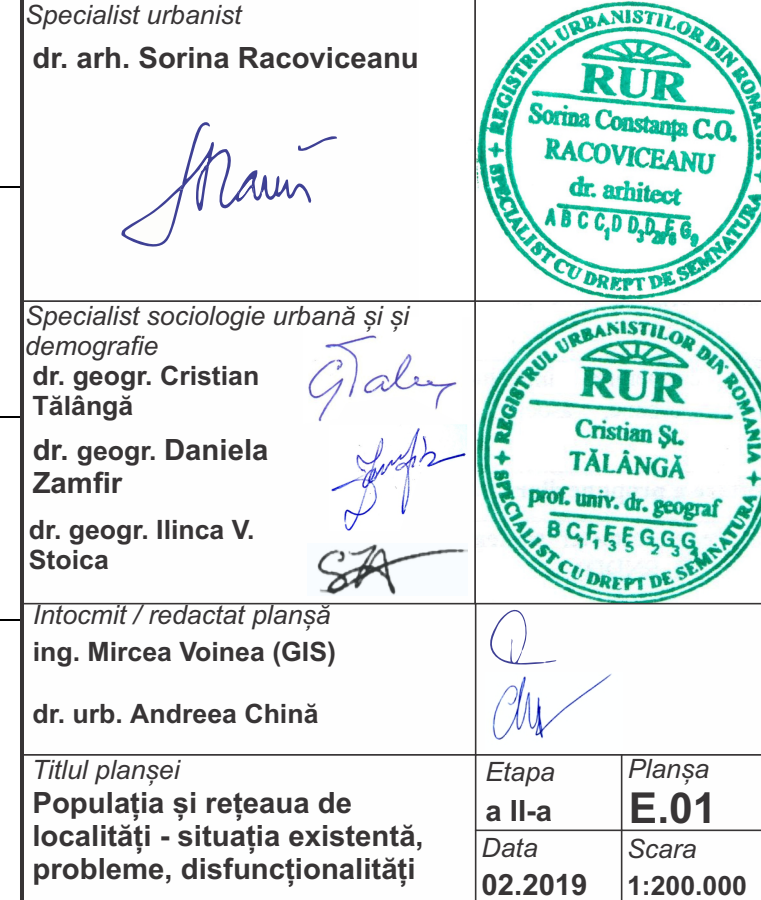 Specialist urbanist
dr. arh. Sorina Racoviceanu
REGISTRUL URBANISTILOR DIN ROMÂNIA
RUR
Sorina Constanța C.O.
RACOVICEANU
dr. arhitect
SPECIALIST CU DREPT DE SEMNATURA
Specialist sociologie urbană și și
demografie
dr. geogr. Cristian
Tălângă
dr. geogr. Daniela
Zamfir
dr. geogr. Ilinca V.
Stoica
REGISTRUL URBANISTILOR DIN ROMANIA
RUR
Cristian Șt.
TĂLÂNGĂ
prof. univ. dr. geograf
SPECIALIST CU DREPT DE SEMNATURA
Intocmit / redactat planșă
ing. Mircea Voinea (GIS)
dr. urb. Andreea Chină
Titlul planșei
Populația și rețeaua de
localități - situația existentă,
probleme, disfuncționalități
Etapa
a II-a
Planșa
E.01
Data
02.2019
Scara
1:200.000